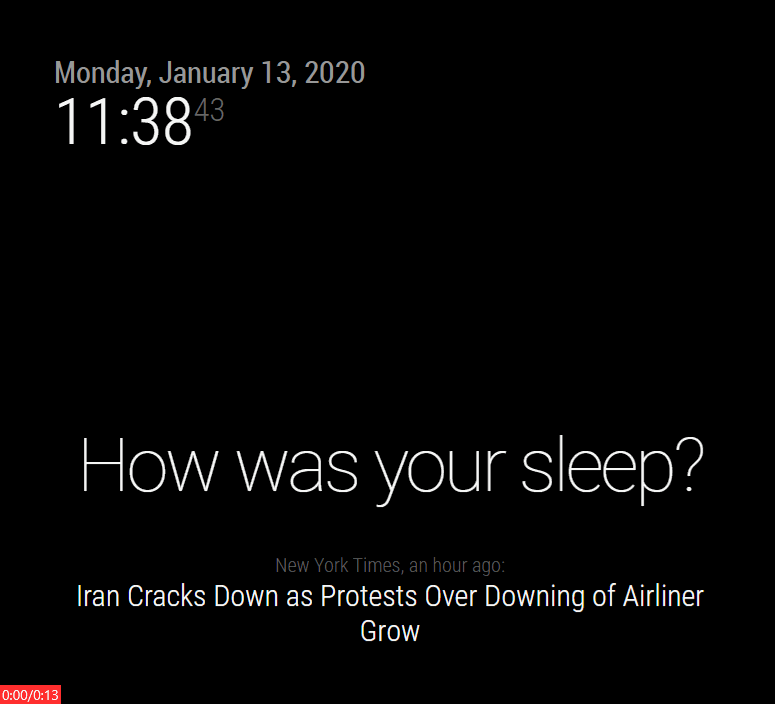 Monday, January 13, 2020
11:38 43
How was your sleep?
New York Times, an hour ago:
Iran Cracks Down as Protests Over Downing of Airliner
Grow
0:00/0:13